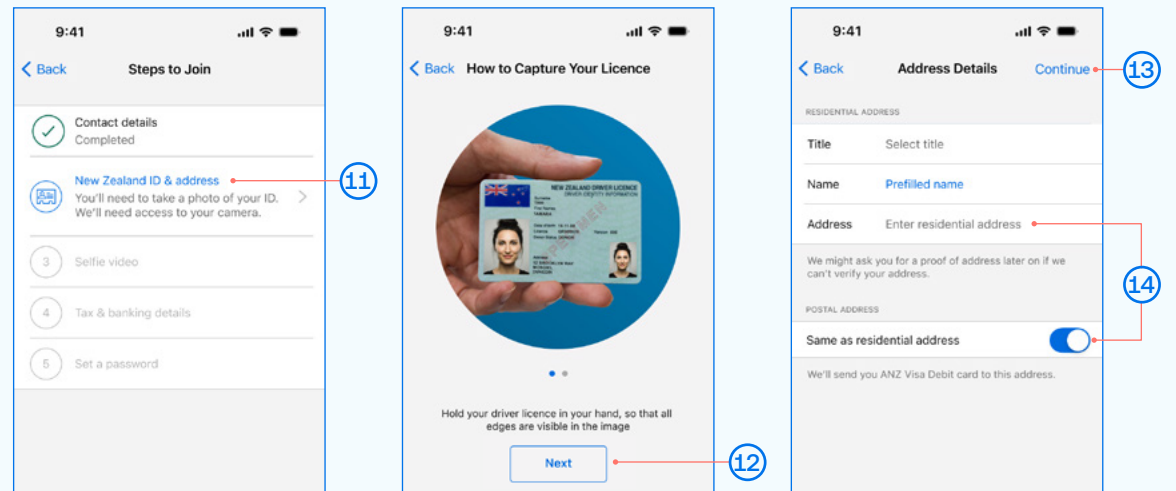 9:41
Back
Steps to Join
Contact details
Completed
New Zealand ID & address
You'll need to take a photo of your ID.
We'll need access to your camera.
11
3 Selfie video
4 Tax & banking details
5 Set a password
9:41
Back
How to Capture Your Licence
NEW ZEALAND DRIVER LICENCE
SPECIMEN
Hold your driver licence in your hand, so that all
edges are visible in the image
Next
12
9:41
Back
Address Details
Continue
13
RESIDENTIAL ADDRESS
Title Select title
Name Prefilled name
Address Enter residential address
We might ask you for a proof of address later on if we
can't verify your address.
14
POSTAL ADDRESS
Same as residential address
We'll send you ANZ Visa Debit card to this address.